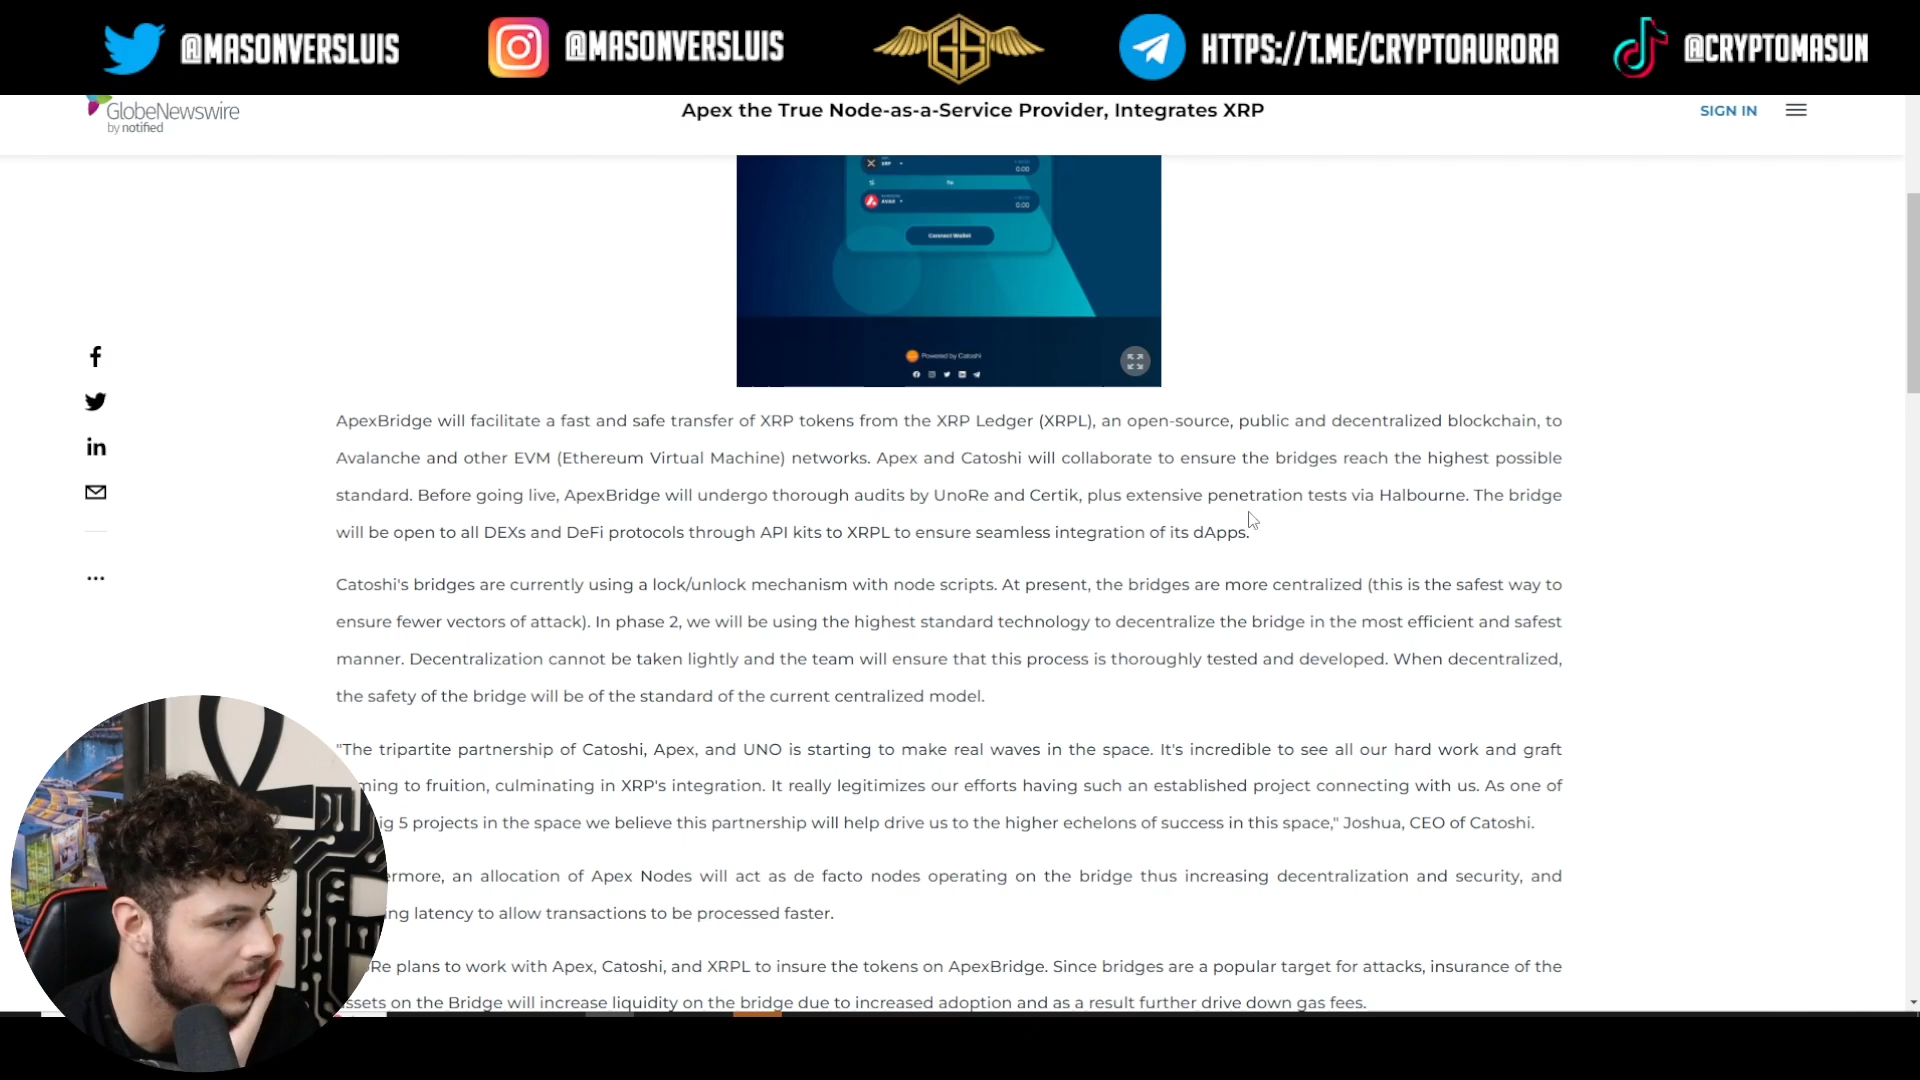 @MASONVERSLUIS
@MASONVERSLUIS
GS
HTTPS://T.ME/CRYPTOAURORA
@CRYPTOMASUN
GlobeNewswire
by notified
Apex the True Node-as-a-Service Provider, Integrates XRP
SIGN IN
XRP
0.00
AVAX
0.00
Connect Wallet
Powered by Catoshi
ApexBridge will facilitate a fast and safe transfer of XRP tokens from the XRP Ledger (XRPL), an open-source, public and decentralized blockchain, to
Avalanche and other EVM (Ethereum Virtual Machine) networks. Apex and Catoshi will collaborate to ensure the bridges reach the highest possible
standard. Before going live, ApexBridge will undergo thorough audits by UnoRe and Certik, plus extensive penetration tests via Halbourne. The bridge
will be open to all DEXs and DeFi protocols through API kits to XRPL to ensure seamless integration of its dApps.
Catoshi's bridges are currently using a lock/unlock mechanism with node scripts. At present, the bridges are more centralized (this is the safest way to
ensure fewer vectors of attack). In phase 2, we will be using the highest standard technology to decentralize the bridge in the most efficient and safest
manner. Decentralization cannot be taken lightly and the team will ensure that this process is thoroughly tested and developed. When decentralized,
the safety of the bridge will be of the standard of the current centralized model.
"The tripartite partnership of Catoshi, Apex, and UNO is starting to make real waves in the space. It's incredible to see all our hard work and graft
ming to fruition, culminating in XRP's integration. It really legitimizes our efforts having such an established project connecting with us. As one of
ig 5 projects in the space we believe this partnership will help drive us to the higher echelons of success in this space," Joshua, CEO of Catoshi.
ermore, an allocation of Apex Nodes will act as de facto nodes operating on the bridge thus increasing decentralization and security, and
ng latency to allow transactions to be processed faster.
Re plans to work with Apex, Catoshi, and XRPL to insure the tokens on ApexBridge. Since bridges are a popular target for attacks, insurance of the
ssets on the Bridge will increase liquidity on the bridge due to increased adoption and as a result further drive down gas fees.